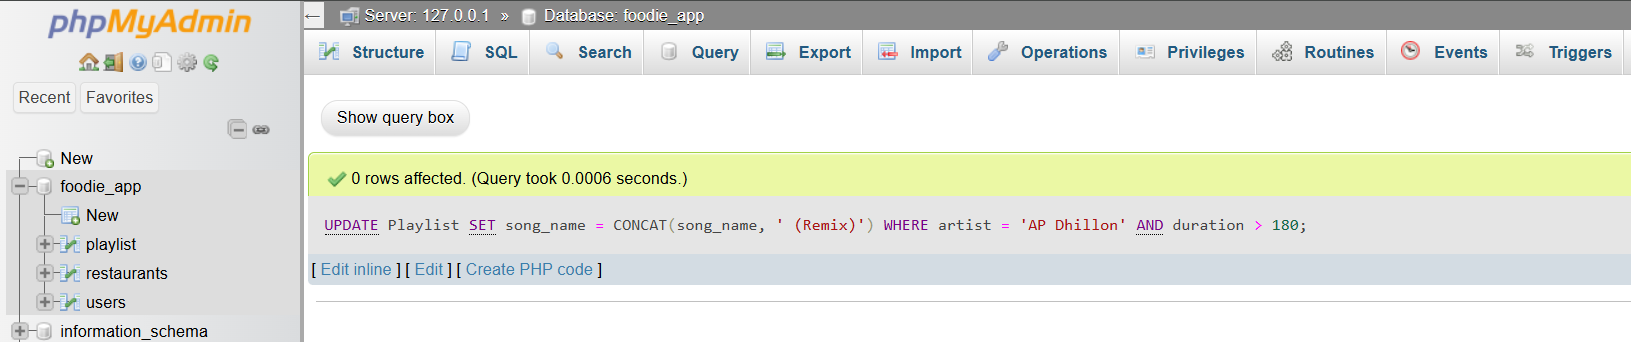 phpMyAdmin
Recent Favorites
New
foodie_app
New
playlist
restaurants
users
information_schema
← Server: 127.0.0.1 » Database: foodie_app
Structure SQL Search Query Export Import Operations Privileges Routines Events Triggers
Show query box
0 rows affected. (Query took 0.0006 seconds.)
UPDATE Playlist SET song_name = CONCAT(song_name, ' (Remix)') WHERE artist = 'AP Dhillon' AND duration > 180;
[ Edit inline ] [ Edit ] [ Create PHP code ]